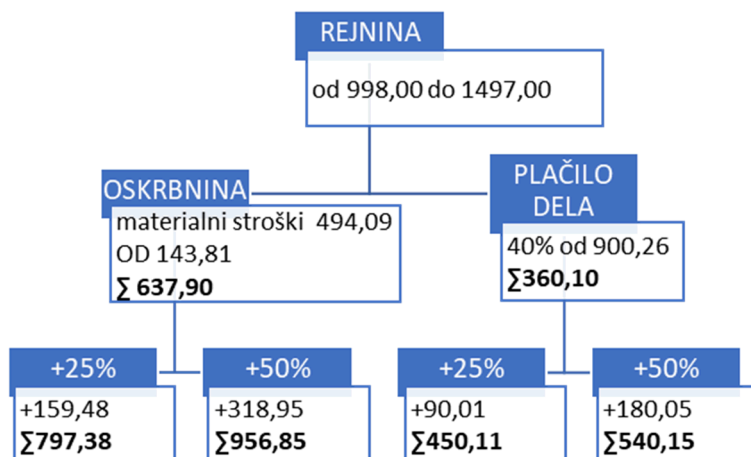 REJNINA
od 998,00 do 1497,00
OSKRBNINA
materialni stroški 494,09
OD 143,81
∑ 637,90
PLAČILO
DELA
40% od 900,26
∑360,10
+25%
+159,48
∑797,38
+50%
+318,95
∑956,85
+25%
+90,01
∑450,11
+50%
+180,05
∑540,15